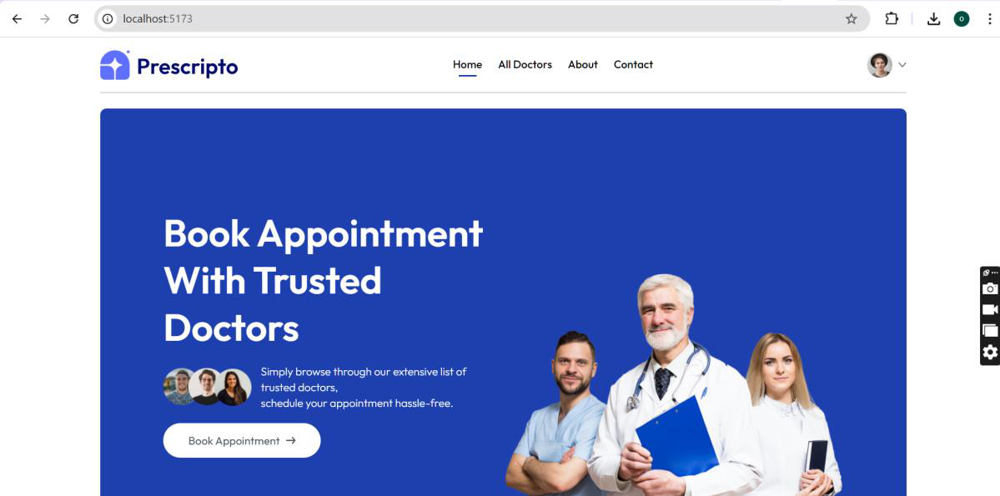 localhost:5173
o
Prescripto
Home
All Doctors
About
Contact
Book Appointment
With Trusted
Doctors
Simply browse through our extensive list of
trusted doctors,
schedule your appointment hassle-free.
Book Appointment →